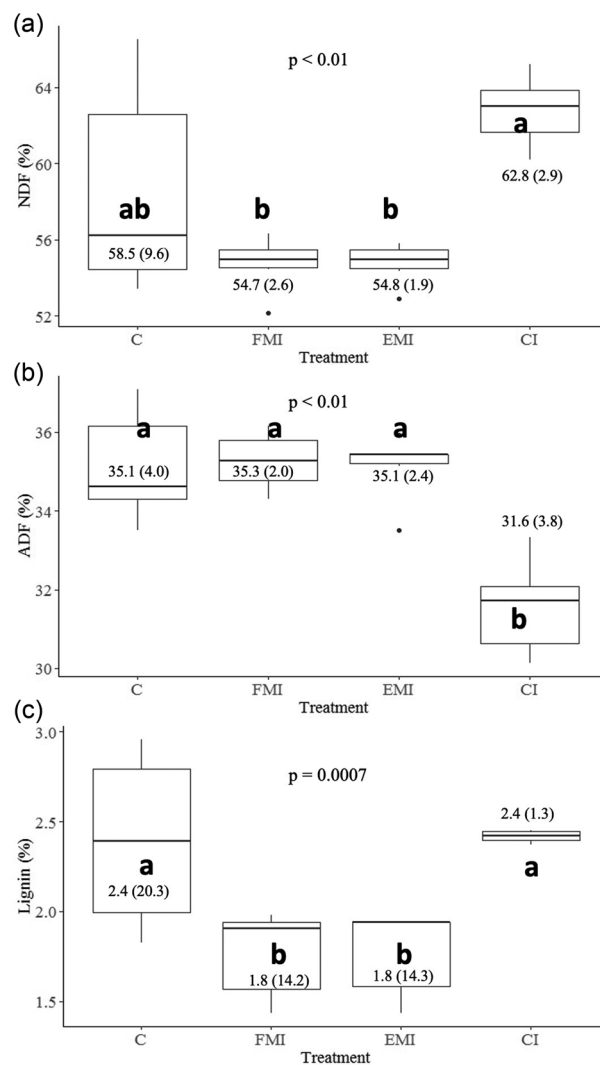 (a)
p < 0.01
NDF (%)
64
60
56
52
ab
b
b
a
58.5 (9.6)
54.7 (2.6)
54.8 (1.9)
62.8 (2.9)
C
FMI
EMI
CI
Treatment
(b)
p < 0.01
ADF (%)
36
34
32
30
a
a
a
b
35.1 (4.0)
35.3 (2.0)
35.1 (2.4)
31.6 (3.8)
C
FMI
EMI
CI
Treatment
(c)
p = 0.0007
Lignin (%)
3.0
2.5
2.0
1.5
a
b
b
a
2.4 (20.3)
1.8 (14.2)
1.8 (14.3)
2.4 (1.3)
C
FMI
EMI
CI
Treatment